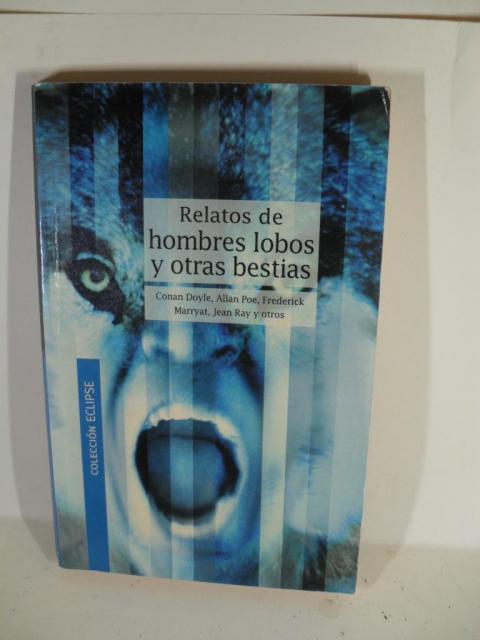 Relatos de
hombres lobos
y otras bestias
Conan Doyle, Allan Poe, Frederick
Marryat, Jean Ray y otros
COLECCIÓN ECLIPSE